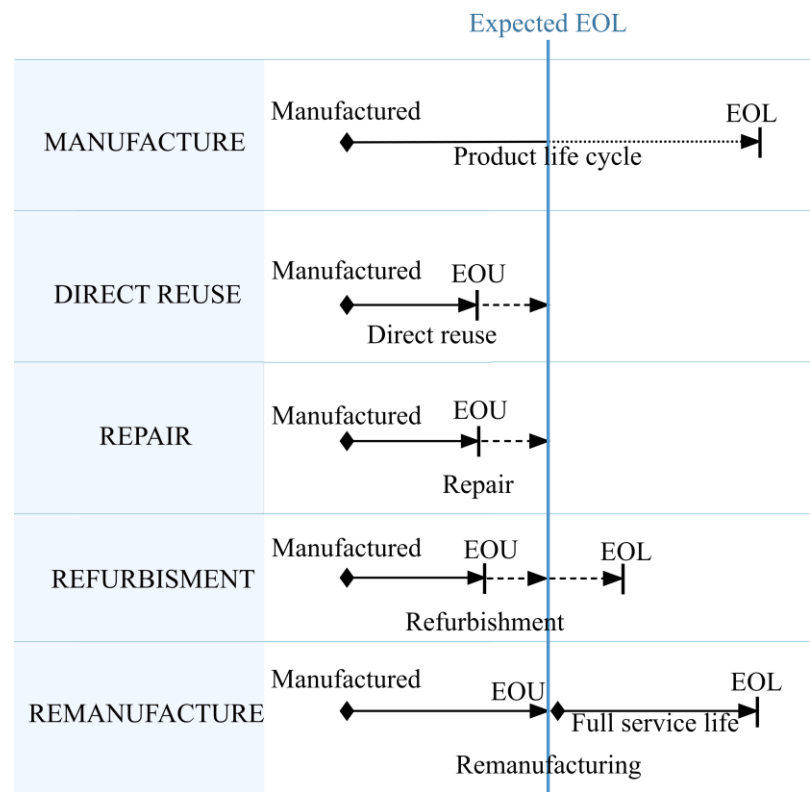 Expected EOL
MANUFACTURE
Manufactured
EOL
Product life cycle
DIRECT REUSE
Manufactured
EOU
Direct reuse
REPAIR
Manufactured
EOU
Repair
REFURBISMENT
Manufactured
EOU
EOL
Refurbishment
REMANUFACTURE
Manufactured
EOU
EOL
Full service life
Remanufacturing